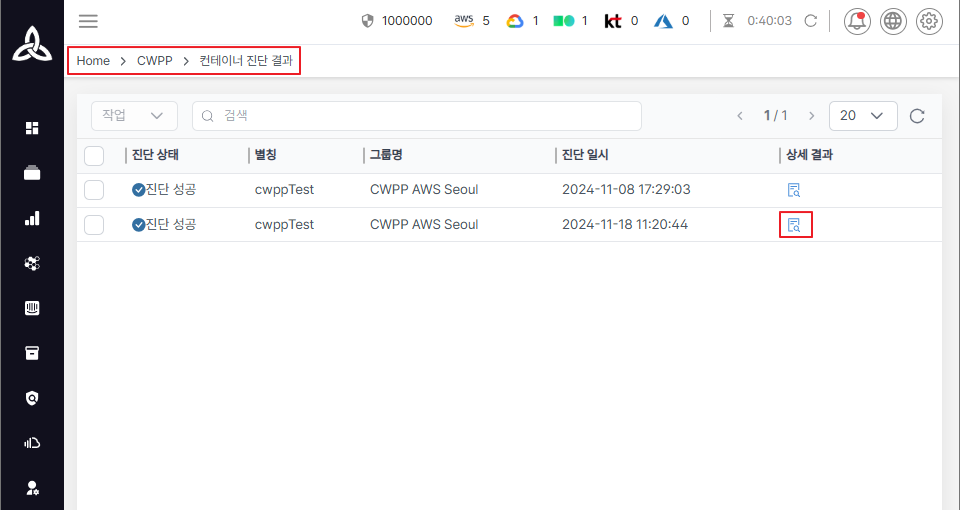 1000000 aws 5 1 1 kt 0 0 0:40:03
Home > CWPP > 컨테이너 진단 결과
작업 검색 < 1 / 1 > 20
진단 상태 별칭 그룹명 진단 일시 상세 결과
진단 성공 cwppTest CWPP AWS Seoul 2024-11-08 17:29:03
진단 성공 cwppTest CWPP AWS Seoul 2024-11-18 11:20:44